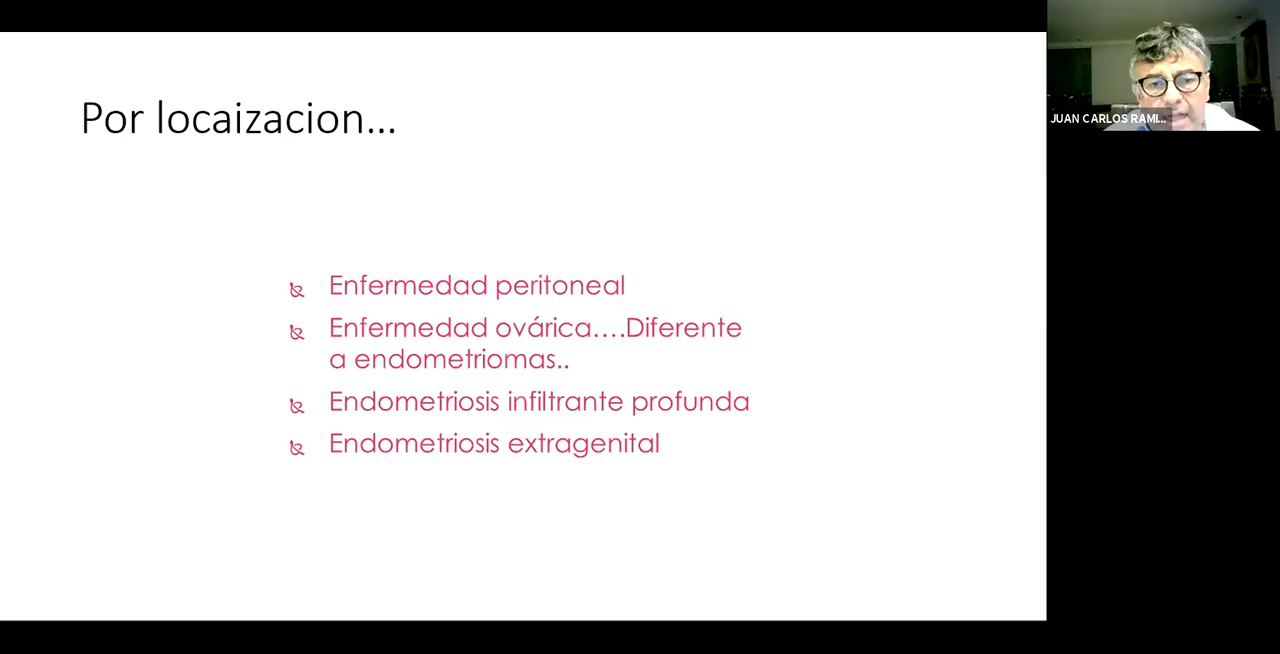 Por locaizacion...
Enfermedad peritoneal
Enfermedad ovárica....Diferente
a endometriomas..
Endometriosis infiltrante profunda
Endometriosis extragenital
JUAN CARLOS RAMI...